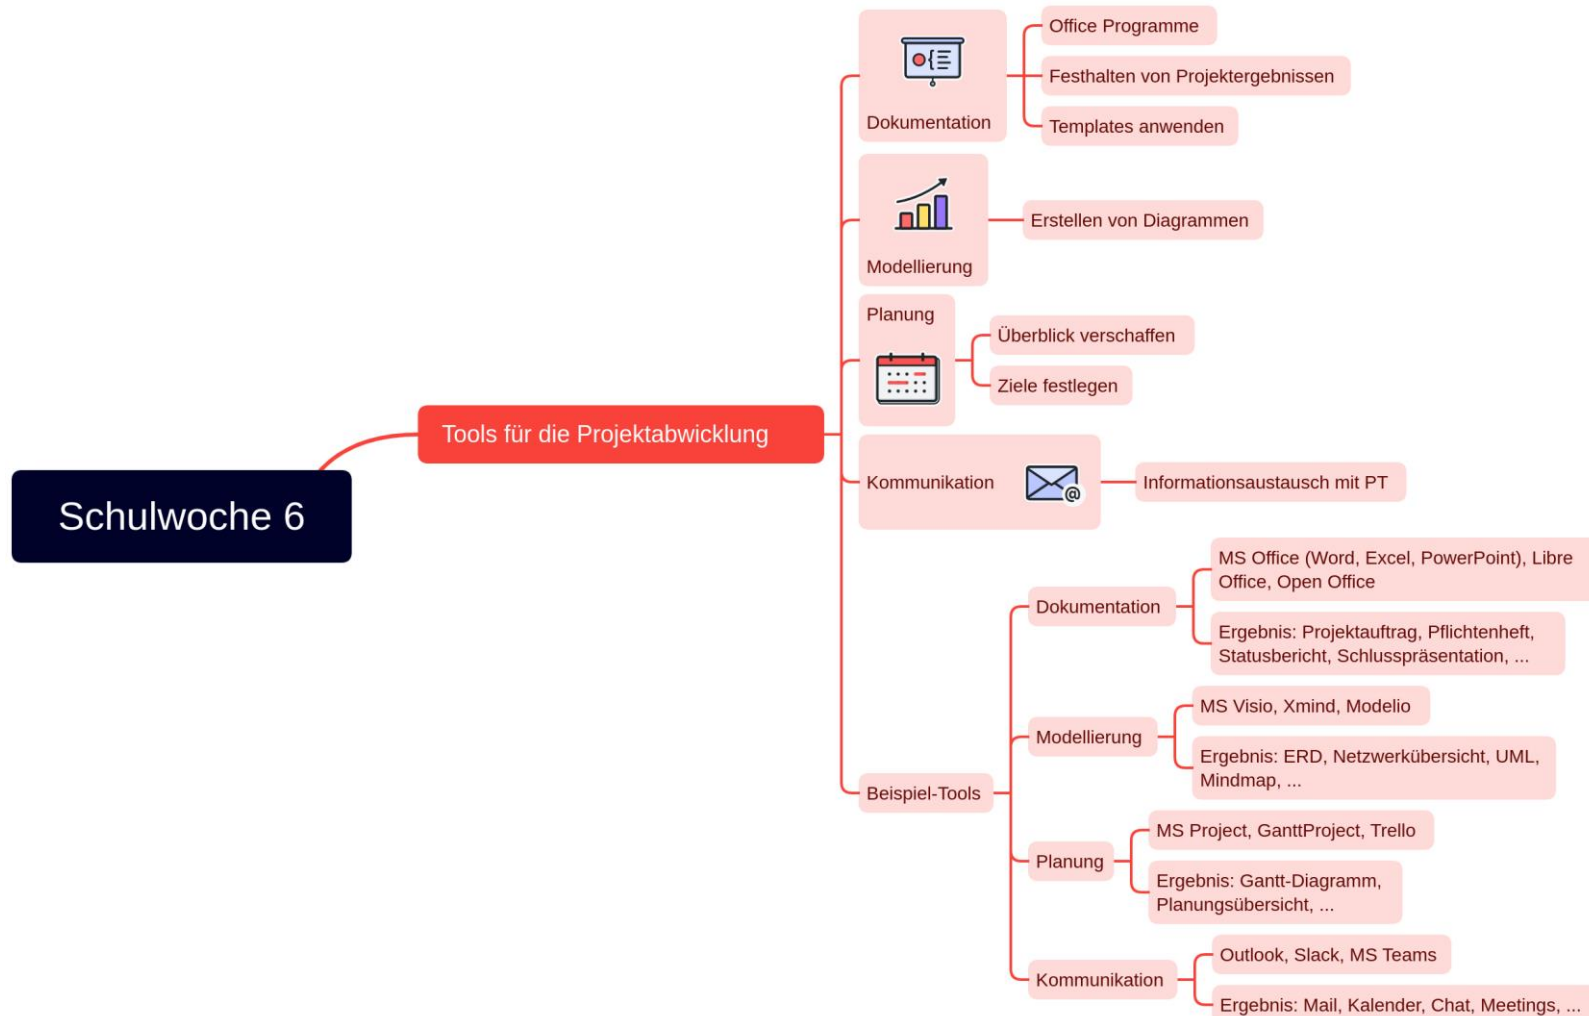 Schulwoche 6
Tools für die Projektabwicklung
Dokumentation
Office Programme
Festhalten von Projektergebnissen
Templates anwenden
Modellierung
Erstellen von Diagrammen
Planung
Überblick verschaffen
Ziele festlegen
Kommunikation
@
Informationsaustausch mit PT
Beispiel-Tools
Dokumentation
MS Office (Word, Excel, PowerPoint), Libre
Office, Open Office
Ergebnis: Projektauftrag, Pflichtenheft,
Statusbericht, Schlusspräsentation, ...
Modellierung
MS Visio, Xmind, Modelio
Ergebnis: ERD, Netzwerkübersicht, UML,
Mindmap, ...
Planung
MS Project, GanttProject, Trello
Ergebnis: Gantt-Diagramm,
Planungsübersicht, ...
Kommunikation
Outlook, Slack, MS Teams
Ergebnis: Mail, Kalender, Chat, Meetings, ...